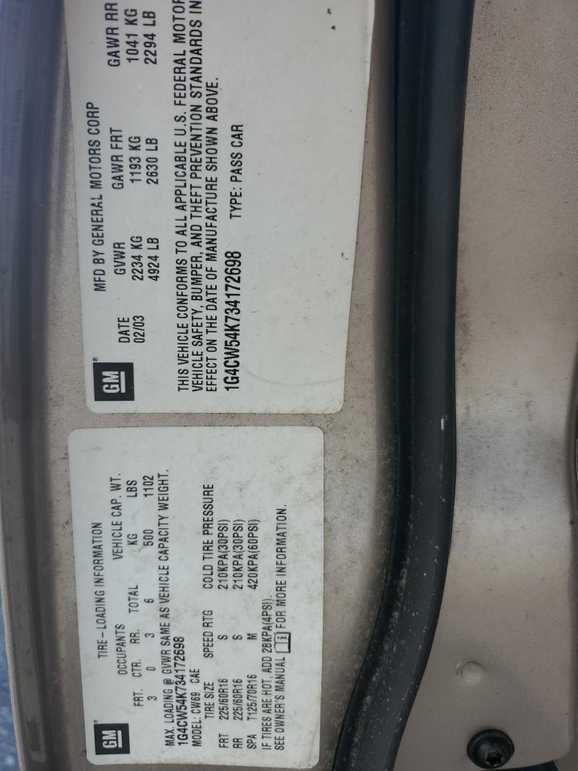 GM
TIRE-LOADING INFORMATION
OCCUPANTS VEHICLE CAP. WT.
FRT. CTR. RR. TOTAL KG LBS
3 0 3 6 500 1102
MAX. LOADING @ GVWR SAME AS VEHICLE CAPACITY WEIGHT.
1G4CW54K734172698
MODEL: CW69 CAE
TIRE SIZE SPEED RTG COLD TIRE PRESSURE
FRT 225/60R16 S 210KPA(30PSI)
RR 225/60R16 S 210KPA(30PSI)
SPA T125/70R16 M 420KPA(60PSI)
IF TIRES ARE HOT, ADD 28KPA(4PSI).
SEE OWNER'S MANUAL i FOR MORE INFORMATION.
GM
MFD BY GENERAL MOTORS CORP
DATE GVWR GAWR FRT GAWR RR
02/03 2234 KG 1193 KG 1041 KG
4924 LB 2630 LB 2294 LB
THIS VEHICLE CONFORMS TO ALL APPLICABLE U.S. FEDERAL MOTOR
VEHICLE SAFETY, BUMPER, AND THEFT PREVENTION STANDARDS IN
EFFECT ON THE DATE OF MANUFACTURE SHOWN ABOVE.
1G4CW54K734172698 TYPE: PASS CAR